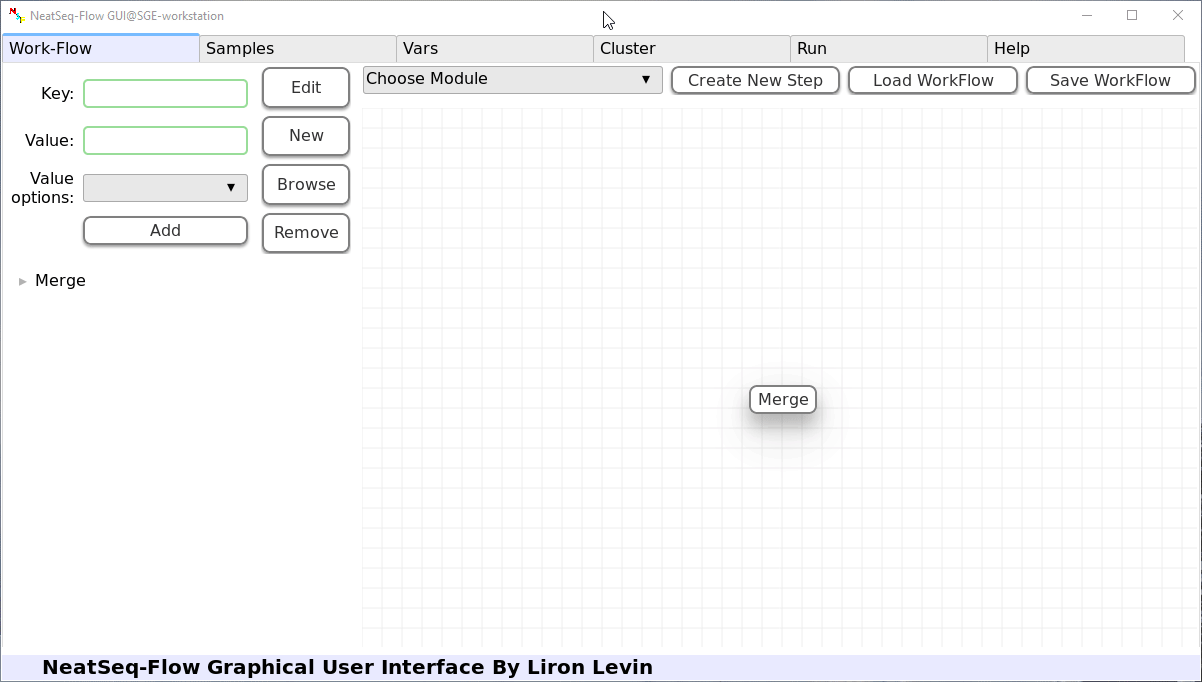 NeatSeq-Flow GUI@SGE-workstation
Work-Flow Samples Vars Cluster Run Help
Key: Edit
Choose Module Create New Step Load WorkFlow Save WorkFlow
Value: New
Value options: Browse
Add Remove
Merge
Merge
NeatSeq-Flow Graphical User Interface By Liron Levin